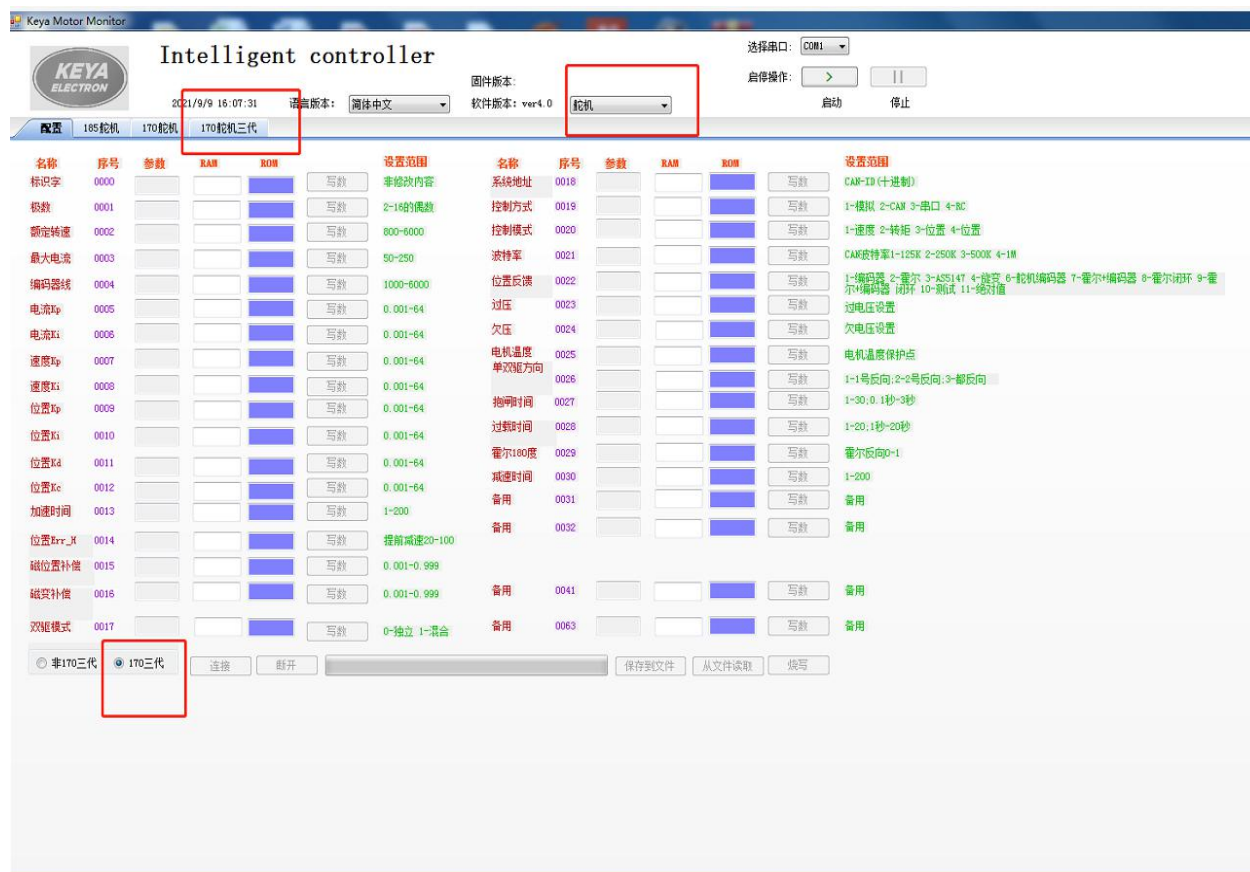 Keya Motor Monitor
KEYA
ELECTRON
Intelligent controller
选择串口: COM1
固件版本:
启停操作: > ||
2021/9/9 16:07:31 语言版本: 简体中文 软件版本: ver4.0 舵机 启动 停止
配置 185舵机 170舵机 170舵机三代
名称 序号 参数 RAM ROM 设置范围 名称 序号 参数 RAM ROM 设置范围
标识字 0000 写数 非修改内容 系统地址 0018 写数 CAN-ID(十进制)
极数 0001 写数 2-16的偶数 控制方式 0019 写数 1-模拟 2-CAN 3-串口 4-RC
额定转速 0002 写数 800-6000 控制模式 0020 写数 1-速度 2-转矩 3-位置 4-位置
最大电流 0003 写数 50-250 波特率 0021 写数 CAN波特率1-125K 2-250K 3-500K 4-1M
编码器线 0004 写数 1000-6000 位置反馈 0022 写数 1-编码器 2-霍尔 3-AS5147 4-旋变 6-舵机编码器 7-霍尔+编码器 8-霍尔闭环 9-霍
尔+编码器 闭环 10-测试 11-绝对值
电流Kp 0005 写数 0.001-64 过压 0023 写数 过电压设置
电流Ki 0006 写数 0.001-64 欠压 0024 写数 欠电压设置
速度Kp 0007 写数 0.001-64 电机温度 0025 写数 电机温度保护点
速度Ki 0008 写数 0.001-64 单双驱方向 0026 写数 1-1号反向;2-2号反向;3-都反向
位置Kp 0009 写数 0.001-64 抱闸时间 0027 写数 1-30;0.1秒-3秒
位置Ki 0010 写数 0.001-64 过载时间 0028 写数 1-20;1秒-20秒
位置Kd 0011 写数 0.001-64 霍尔180度 0029 写数 霍尔反向0-1
位置Kc 0012 写数 0.001-64 减速时间 0030 写数 1-200
加速时间 0013 写数 1-200 备用 0031 写数 备用
位置Err_M 0014 写数 提前减速20-100 备用 0032 写数 备用
磁位置补偿 0015 写数 0.001-0.999
磁变补偿 0016 写数 0.001-0.999 备用 0041 写数 备用
双驱模式 0017 写数 0-独立 1-混合 备用 0063 写数 备用
非170三代 170三代 连接 断开 保存到文件 从文件读取 烧写